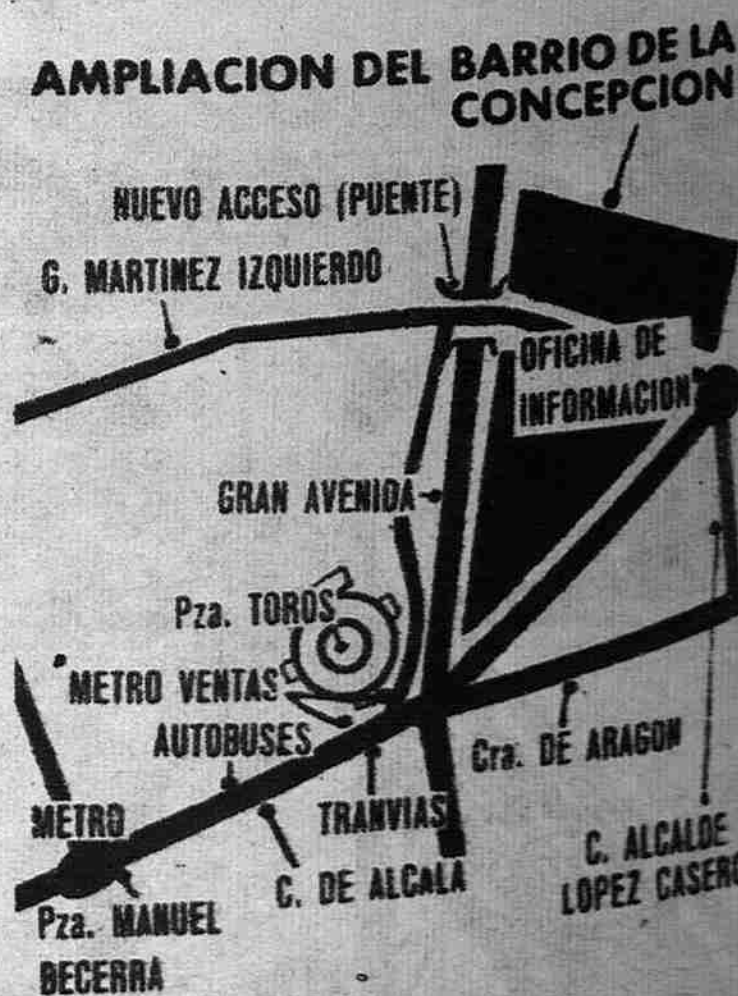 AMPLIACION DEL BARRIO DE LA
CONCEPCION
NUEVO ACCESO (PUENTE)
G. MARTINEZ IZQUIERDO
OFICINA DE
INFORMACION
GRAN AVENIDA
Pza. TOROS
METRO VENTAS
AUTOBUSES
Cra. DE ARAGON
METRO
TRANVIAS
C. DE ALCALA
C. ALCALDE
LOPEZ CASERO
Pza. MANUEL
BECERRA